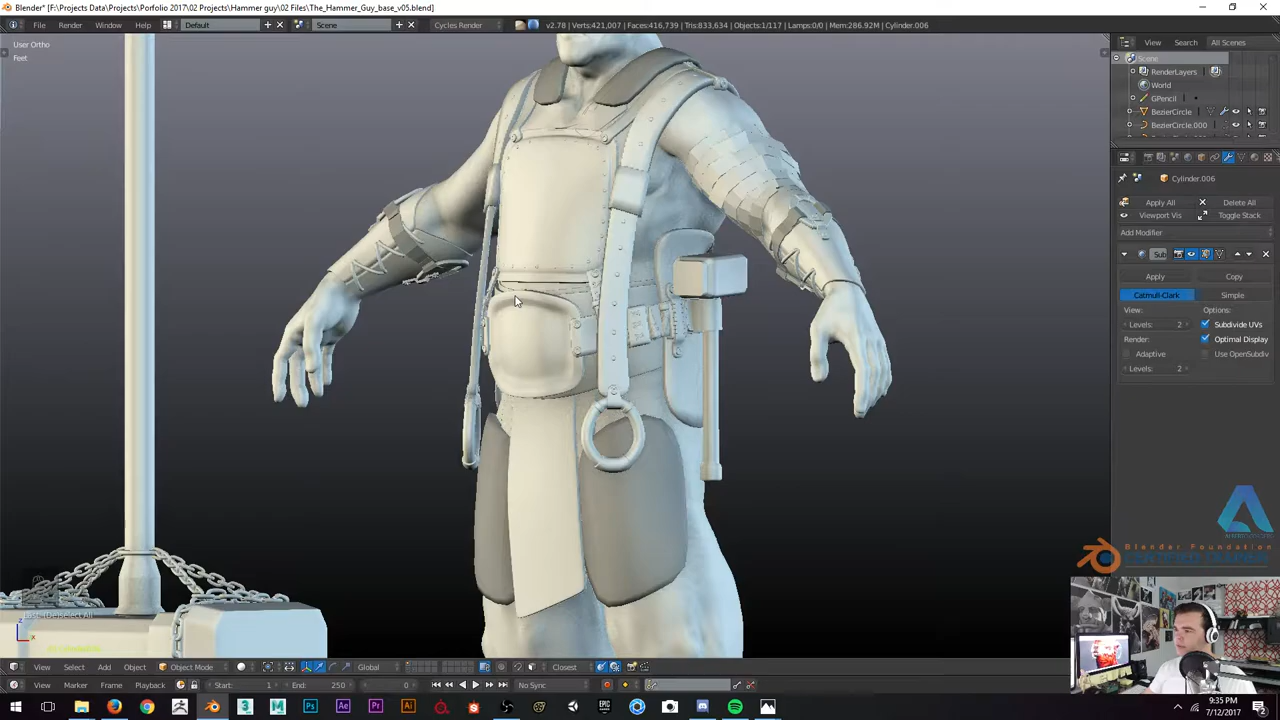 Blender* [F:\Projects Data\Projects\Porfolio 2017\02 Projects\Hammer guy\02 Files\The_Hammer_Guy_base_v05.blend]
File Render Window Help Default Scene Cycles Render v2.78 | Verts:421,007 | Faces:416,739 | Tris:833,634 | Objects:1/117 | Lamps:0/0 | Mem:286.92M | Cylinder.006
View Search All Scenes
User Ortho
Feet
Scene
RenderLayers
World
GPencil
BezierCircle
BezierCircle.000
Cylinder.006
Apply All Delete All
Viewport Vis Toggle Stack
Add Modifier
Sub
Apply Copy
Catmull-Clark Simple
View: Options:
Levels: 2 Subdivide UVs
Render: Optimal Display
Adaptive Use OpenSubdiv
Levels: 2
Blender Foundation
View Select Add Object Object Mode Global Closest
View Marker Frame Playback Start: 1 End: 250 0 No Sync
9:35 PM
7/12/2017